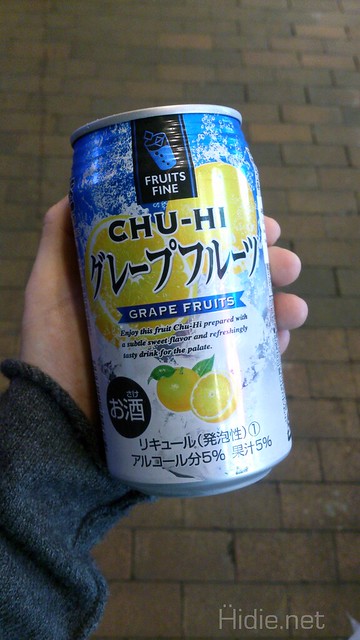 FRUITS
FINE
CHU-HI
グレープフルーツ
GRAPE FRUITS
Enjoy this fruit Chu-Hi prepared with
a subtle sweet flavor and refreshingly
tasty drink for the palate.
さけ
お酒
リキュール(発泡性)①
アルコール分5% 果汁5%
Hidie.net